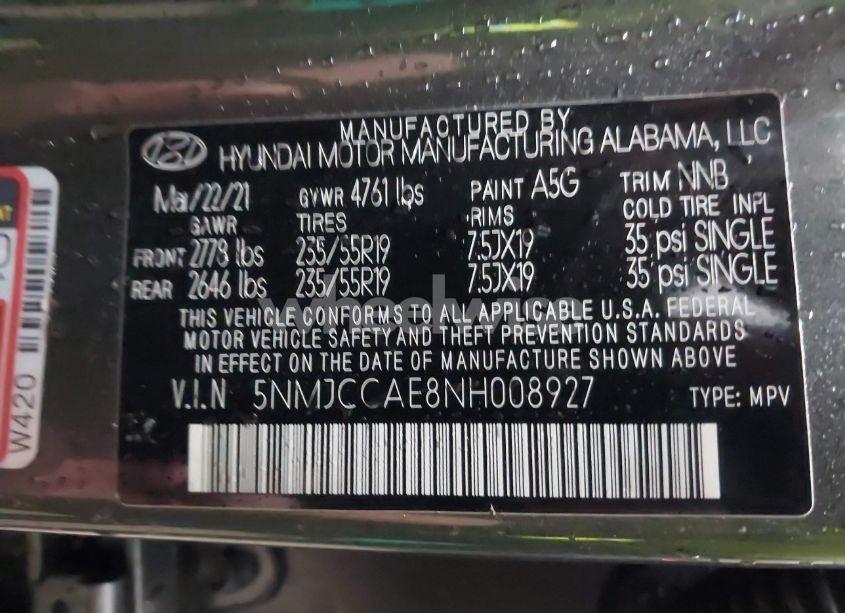 MANUFACTURED BY
HYUNDAI MOTOR MANUFACTURING ALABAMA, LLC
Ma/22/21 GVWR 4761 lbs PAINT A5G TRIM NNB
GAWR TIRES RIMS COLD TIRE INFL
FRONT 2778 lbs 235/55R19 7.5JX19 35 psi SINGLE
REAR 2646 lbs 235/55R19 7.5JX19 35 psi SINGLE
THIS VEHICLE CONFORMS TO ALL APPLICABLE U.S.A. FEDERAL
MOTOR VEHICLE SAFETY AND THEFT PREVENTION STANDARDS
IN EFFECT ON THE DATE OF MANUFACTURE SHOWN ABOVE.
V.I.N 5NMJCCAE8NH008927 TYPE: MPV
W420